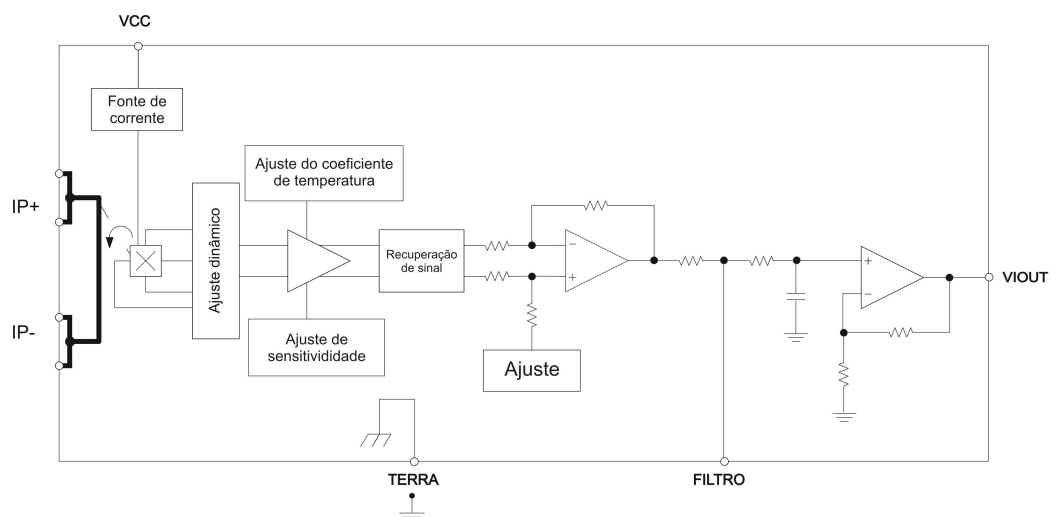 VCC
Fonte de
corrente
Ajuste do coeficiente
de temperatura
IP+
Ajuste dinâmico
Recuperação
de sinal
−
+
+
−
VIOUT
IP-
Ajuste de
sensitivididade
Ajuste
TERRA
FILTRO